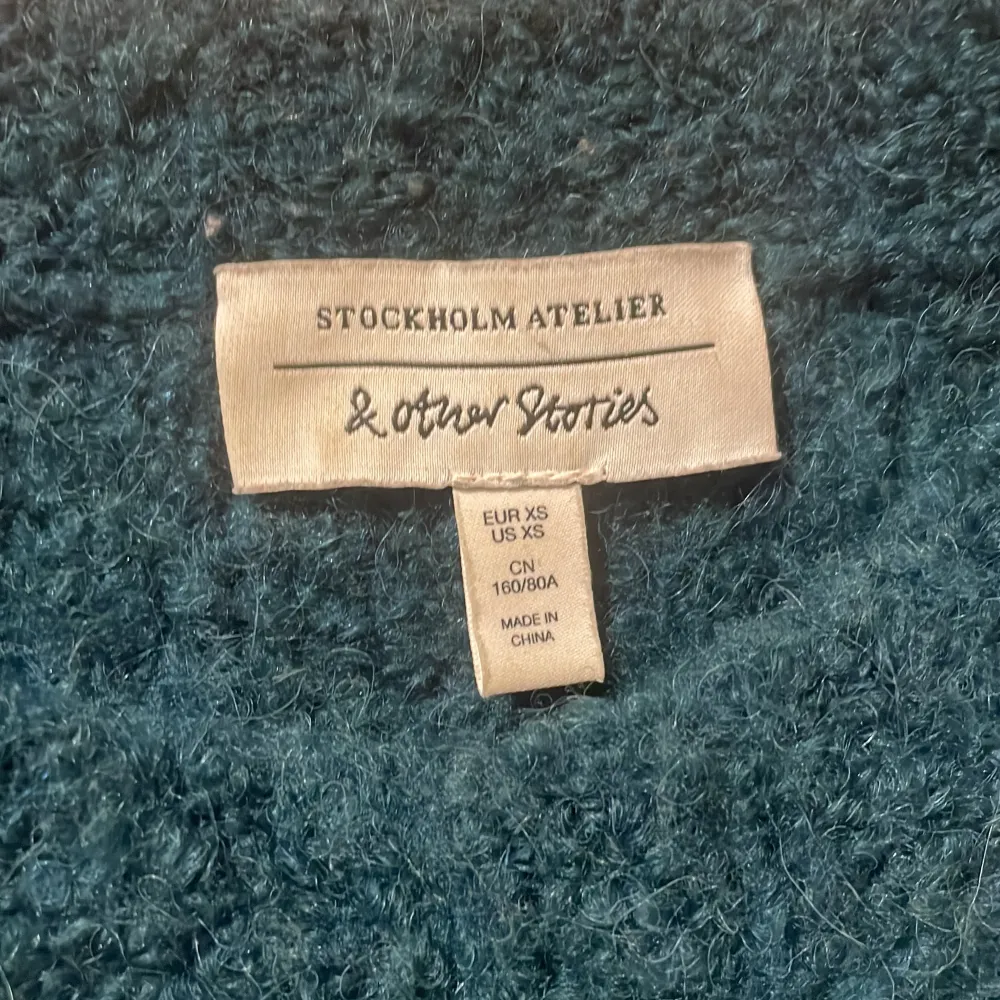 STOCKHOLM ATELIER
& other Stories
EUR XS
US XS
CN
160/80A
MADE IN
CHINA